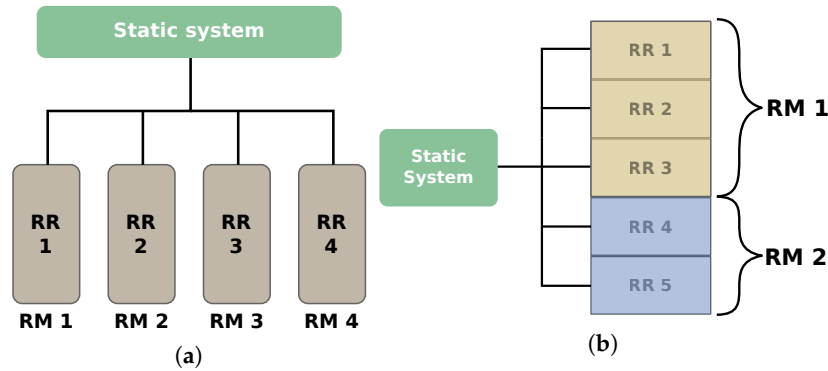 Static system
RR
1
RR
2
RR
3
RR
4
RM 1
RM 2
RM 3
RM 4
(a)
Static
System
RR 1
RR 2
RR 3
RR 4
RR 5
RM 1
RM 2
(b)